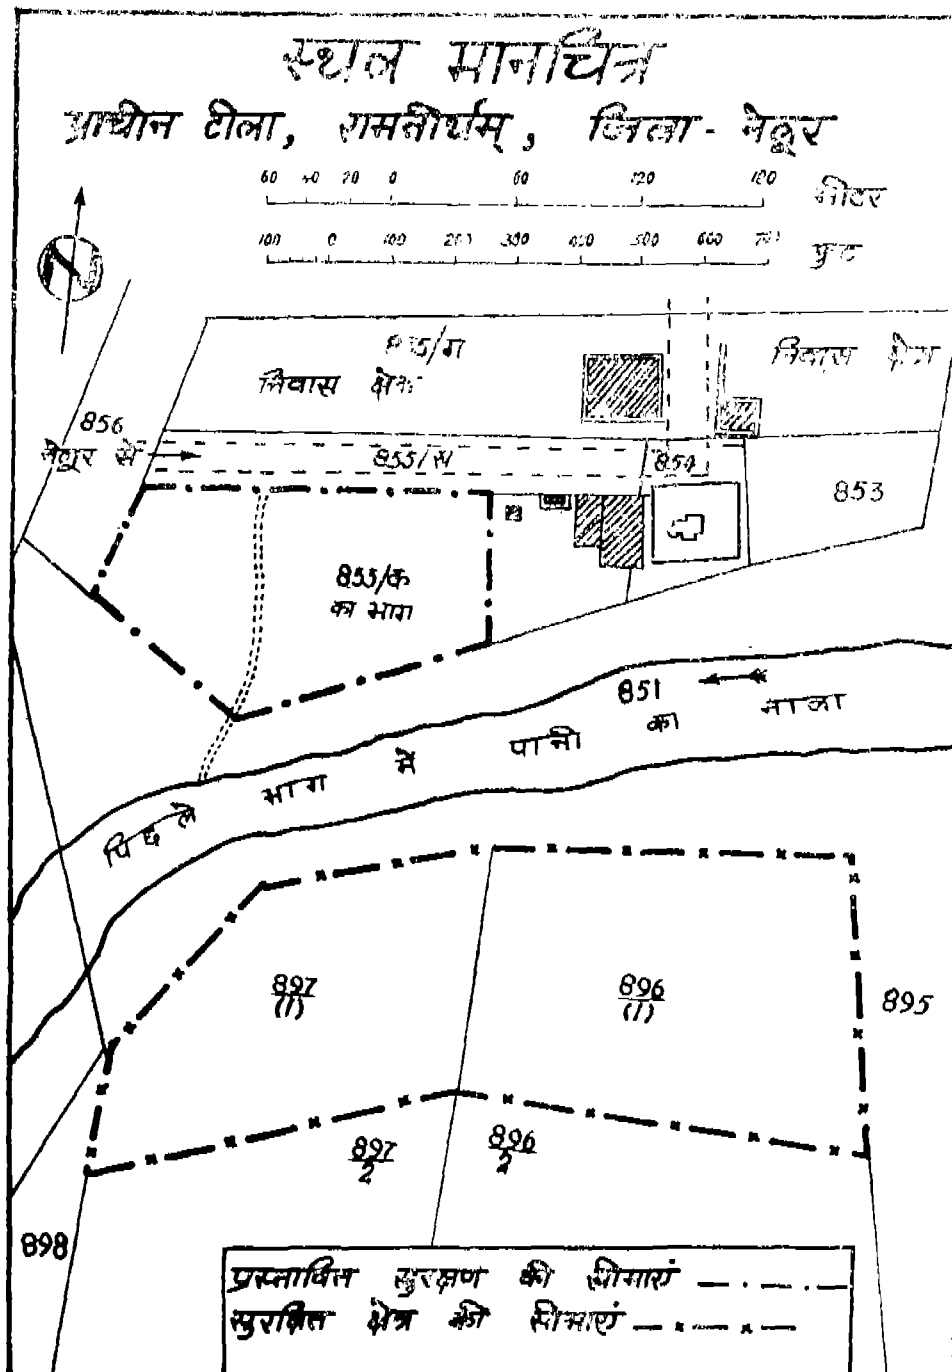 स्थल मानचित्र
प्राचीन टीला, रामतीर्थम्, जिला - नेल्लूर
60 40 20 0 60 120 180 मीटर
100 0 100 200 300 400 500 600 700 फुट
N
855/ग
निवास क्षेत्र
निवास क्षेत्र
856
नेल्लूर से
855/ख
854
853
855/क
का भाग
851
पिछले भाग में पानी का नाला
897
(1)
896
(1)
895
897
2
896
2
898
प्रस्तावित सुरक्षण की सीमाएं
सुरक्षित क्षेत्र की सीमाएं